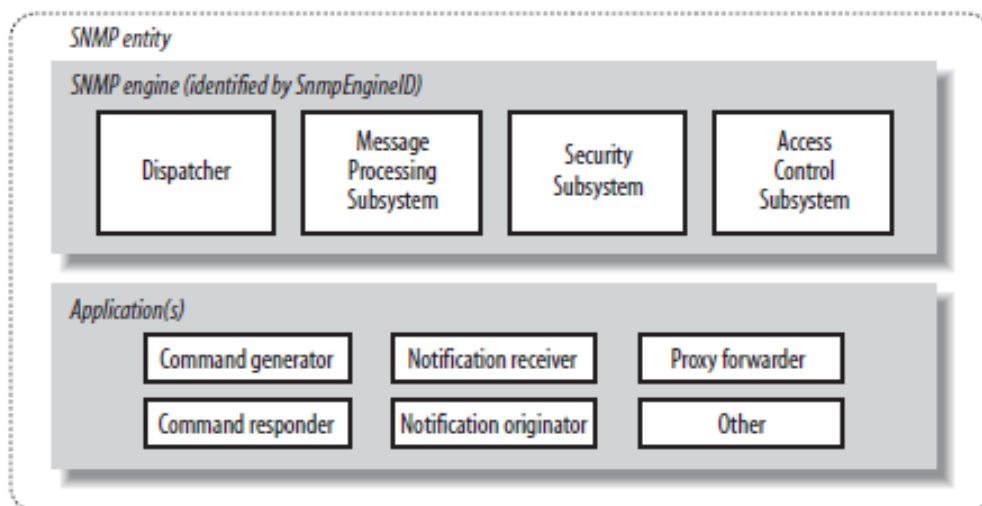 SNMP entity
SNMP engine (identified by SnmpEngineID)
Dispatcher
Message
Processing
Subsystem
Security
Subsystem
Access
Control
Subsystem
Application(s)
Command generator
Notification receiver
Proxy forwarder
Command responder
Notification originator
Other